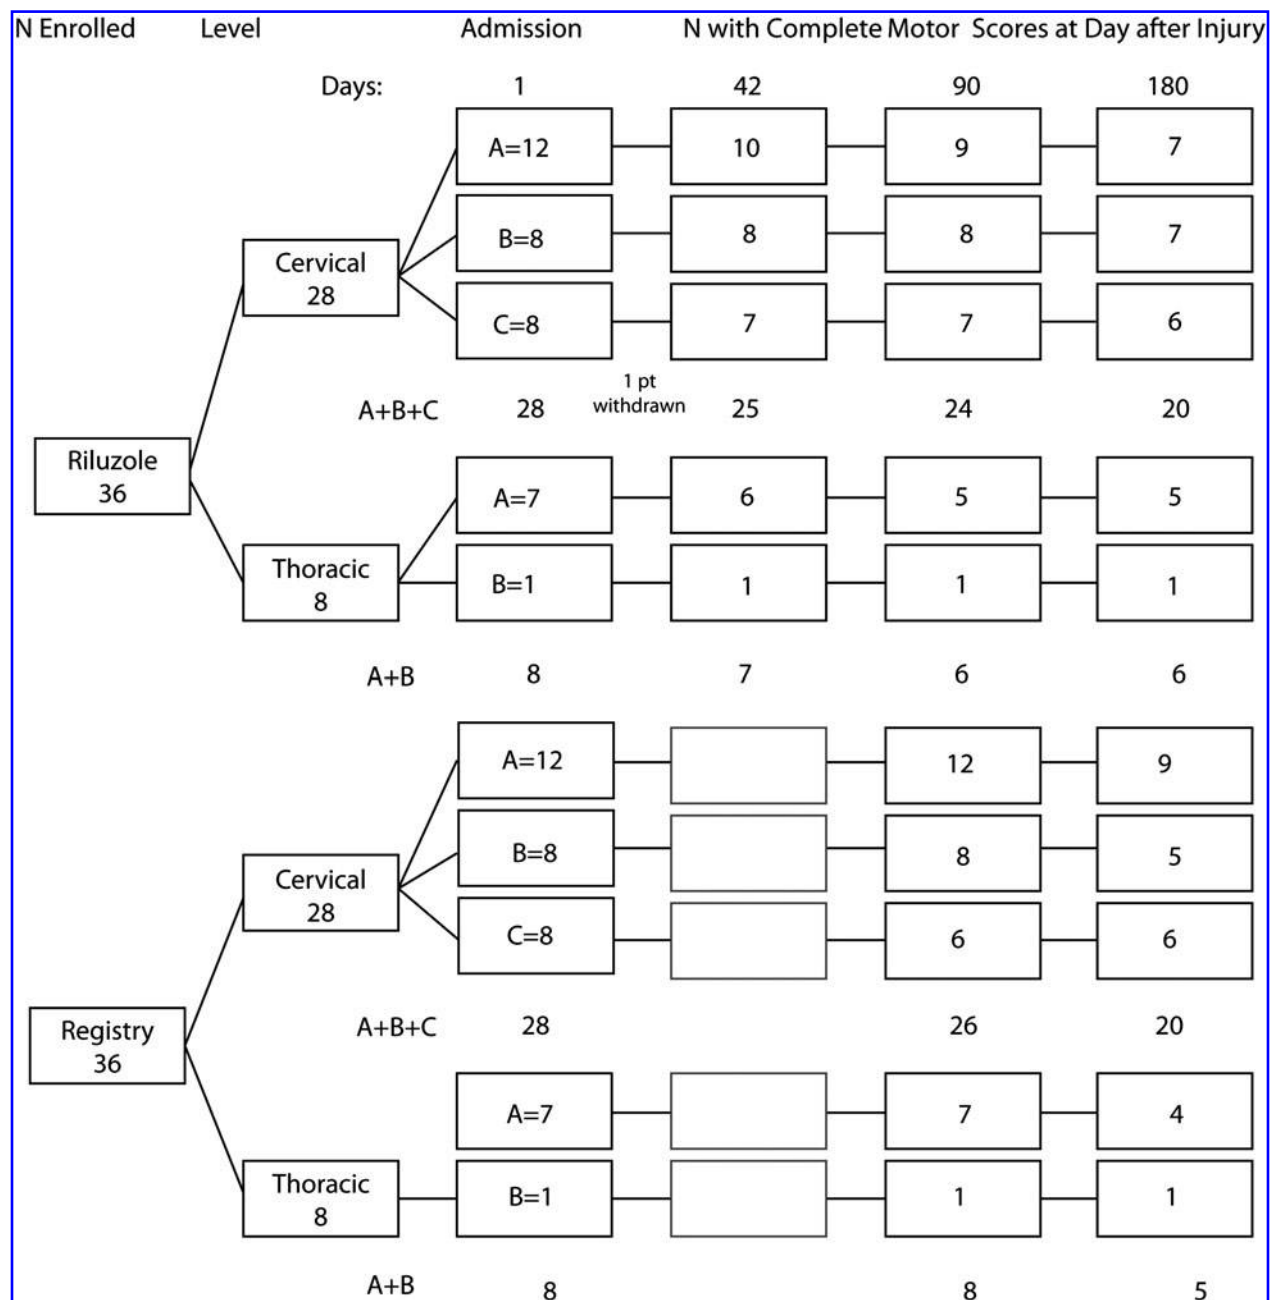 N Enrolled Level Admission N with Complete Motor Scores at Day after Injury
Days: 1 42 90 180
A=12 10 9 7
B=8 8 8 7
Cervical
28
C=8 7 7 6
1 pt
withdrawn
A+B+C 28 25 24 20
Riluzole
36
A=7 6 5 5
Thoracic
8
B=1 1 1 1
A+B 8 7 6 6
A=12 12 9
B=8 8 5
Cervical
28
C=8 6 6
A+B+C 28 26 20
Registry
36
A=7 7 4
Thoracic
8
B=1 1 1
A+B 8 8 5